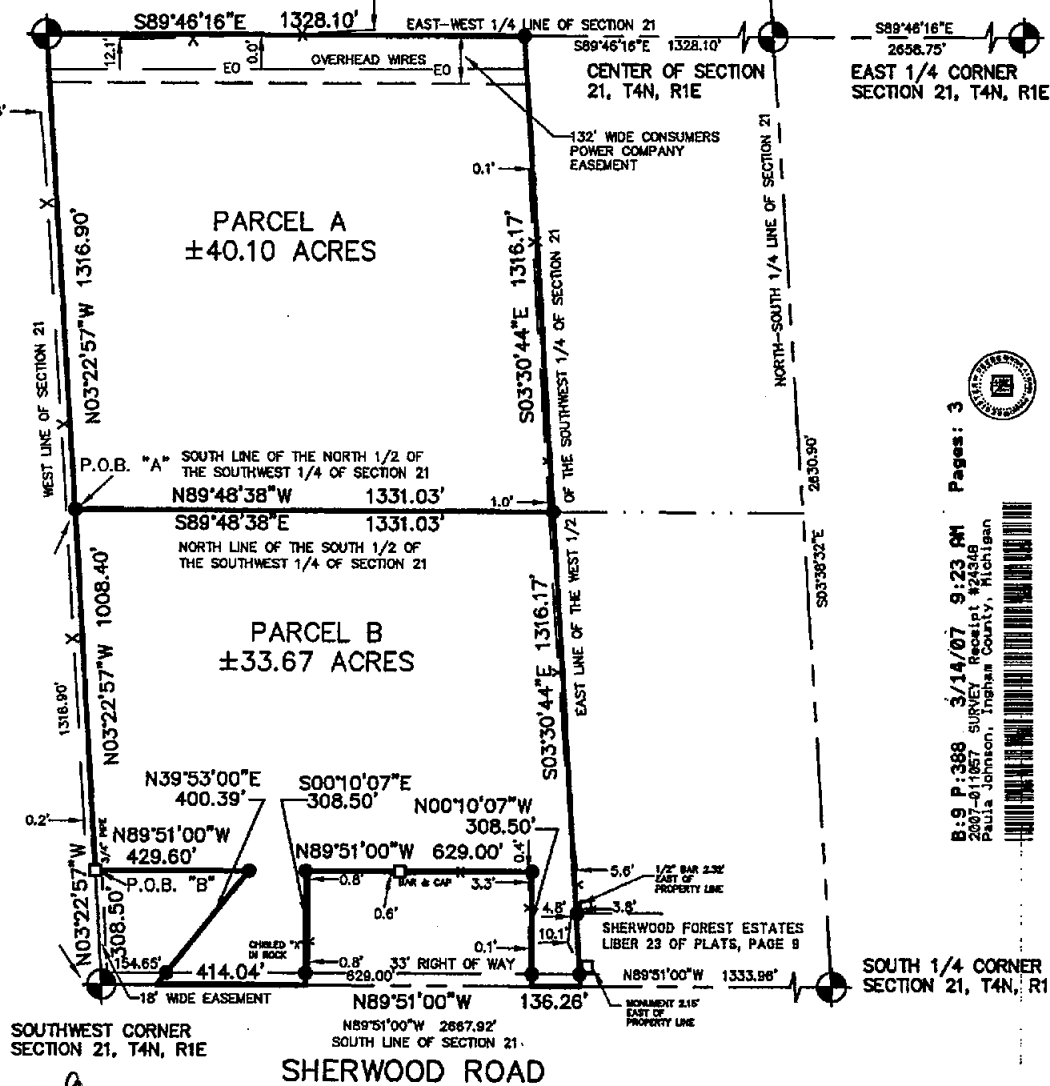 S89°46'16"E 1328.10'
EAST-WEST 1/4 LINE OF SECTION 21
S89°46'16"E 1328.10'
S89°46'16"E
2658.75'
12.1'
0.0'
OVERHEAD WIRES
EO
EO
CENTER OF SECTION
21, T4N, R1E
EAST 1/4 CORNER
SECTION 21, T4N, R1E
132' WIDE CONSUMERS
POWER COMPANY
EASEMENT
0.1'
PARCEL A
±40.10 ACRES
N03°22'57"W 1316.90'
WEST LINE OF SECTION 21
S03°30'44"E 1316.17'
NORTH-SOUTH 1/4 LINE OF SECTION 21
P.O.B. "A"
SOUTH LINE OF THE NORTH 1/2 OF
THE SOUTHWEST 1/4 OF SECTION 21
N89°48'38"W 1331.03'
1.0'
S89°48'38"E 1331.03'
NORTH LINE OF THE SOUTH 1/2 OF
THE SOUTHWEST 1/4 OF SECTION 21
2630.90'
S03°38'32"E
EAST LINE OF THE WEST 1/2 OF THE SOUTHWEST 1/4 OF SECTION 21
PARCEL B
±33.67 ACRES
N03°22'57"W 1008.40'
1316.90'
S03°30'44"E 1316.17'
N39°53'00"E
400.39'
S00°10'07"E
308.50'
N00°10'07"W
308.50'
0.2'
3/4" PIPE
N89°51'00"W
429.60'
N89°51'00"W 629.00'
0.4'
P.O.B. "B"
0.8'
BAR & CAP
3.3'
0.6'
5.6'
1/2" BAR 2.32'
EAST OF
PROPERTY LINE
4.8'
3.8'
10.1'
SHERWOOD FOREST ESTATES
LIBER 23 OF PLATS, PAGE 9
N03°22'57"W
308.50'
CHISLED "X"
IN ROCK
0.1'
0.8'
33' RIGHT OF WAY
154.65'
414.04'
629.00'
N89°51'00"W 1333.96'
SOUTH 1/4 CORNER
SECTION 21, T4N, R1
18' WIDE EASEMENT
N89°51'00"W 136.26'
MONUMENT 2.15'
EAST OF
PROPERTY LINE
N89°51'00"W 2667.92'
SOUTH LINE OF SECTION 21
SOUTHWEST CORNER
SECTION 21, T4N, R1E
SHERWOOD ROAD
B:9 P:388 3/14/07 9:23 AM Pages: 3
2007-011057 SURVEY Receipt #24348
Paula Johnson, Ingham County, Michigan